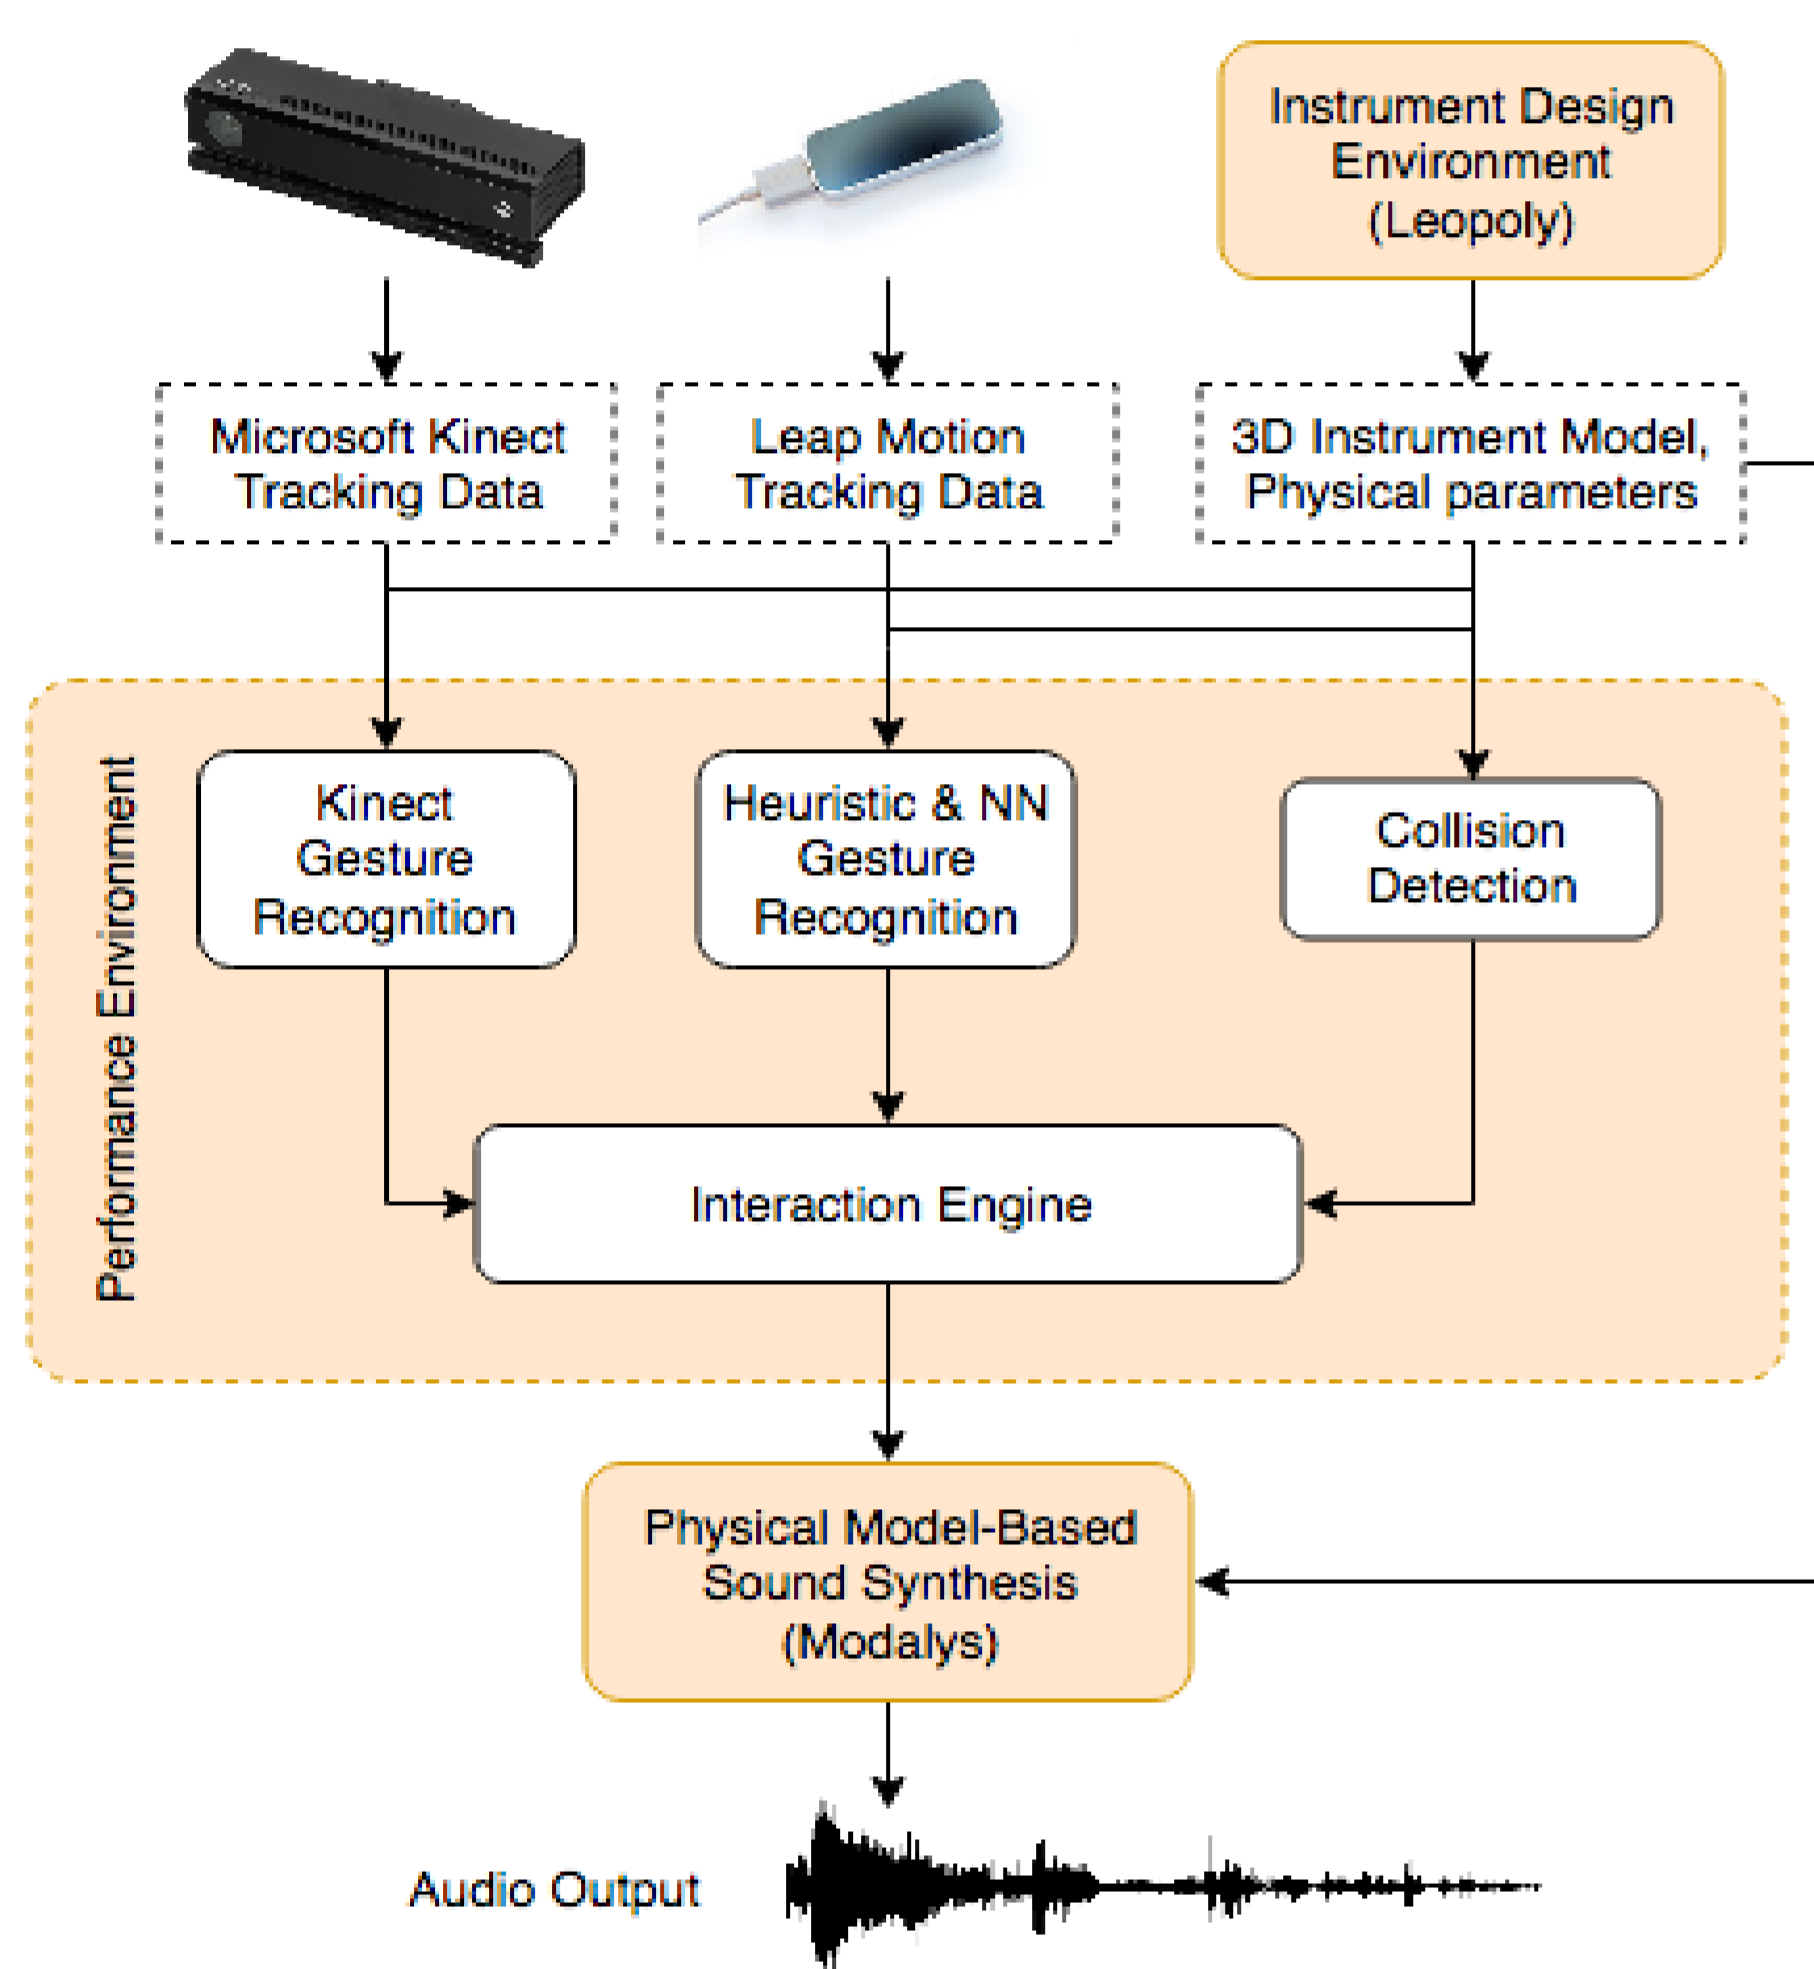 Instrument Design
Environment
(Leopoly)
Microsoft Kinect
Tracking Data
Leap Motion
Tracking Data
3D Instrument Model,
Physical parameters
Performance Environment
Kinect
Gesture
Recognition
Heuristic & NN
Gesture
Recognition
Collision
Detection
Interaction Engine
Physical Model-Based
Sound Synthesis
(Modalys)
Audio Output